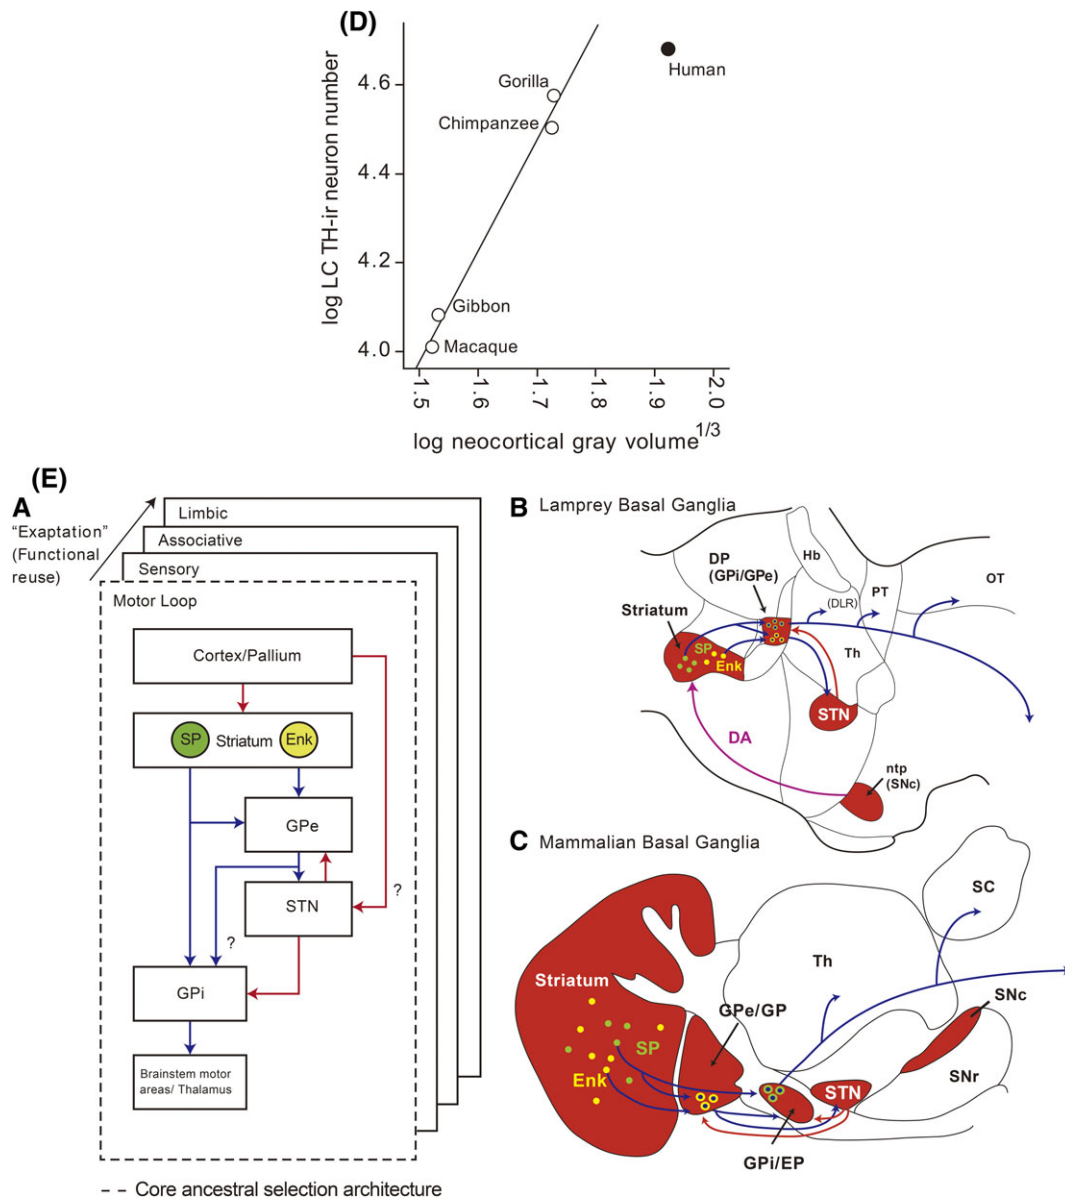 (D)
log LC TH-ir neuron number
4.6
4.4
4.2
4.0
Gorilla
Chimpanzee
Human
Gibbon
Macaque
1.5
1.6
1.7
1.8
1.9
2.0
log neocortical gray volume1/3
(E)
A
"Exaptation"
(Functional
reuse)
Limbic
Associative
Sensory
Motor Loop
Cortex/Pallium
SP
Striatum
Enk
GPe
STN
?
?
GPi
Brainstem motor
areas/ Thalamus
Core ancestral selection architecture
B Lamprey Basal Ganglia
DP
(GPi/GPe)
Hb
Striatum
(DLR)
PT
OT
SP
Enk
Th
STN
DA
ntp
(SNc)
C Mammalian Basal Ganglia
SC
Th
Striatum
GPe/GP
SNc
SP
Enk
SNr
STN
GPi/EP